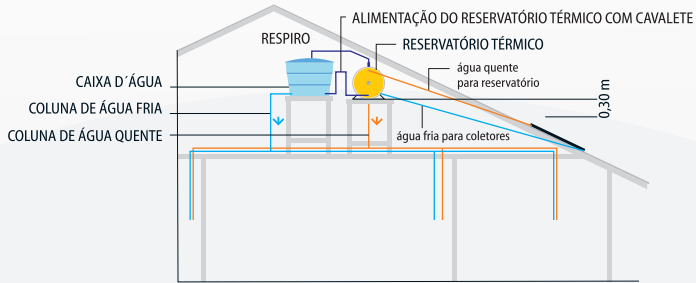 ALIMENTAÇÃO DO RESERVATÓRIO TÉRMICO COM CAVALETE
RESPIRO
RESERVATÓRIO TÉRMICO
água quente
para reservatório
CAIXA D´ÁGUA
COLUNA DE ÁGUA FRIA
COLUNA DE ÁGUA QUENTE
água fria para coletores
0,30 m